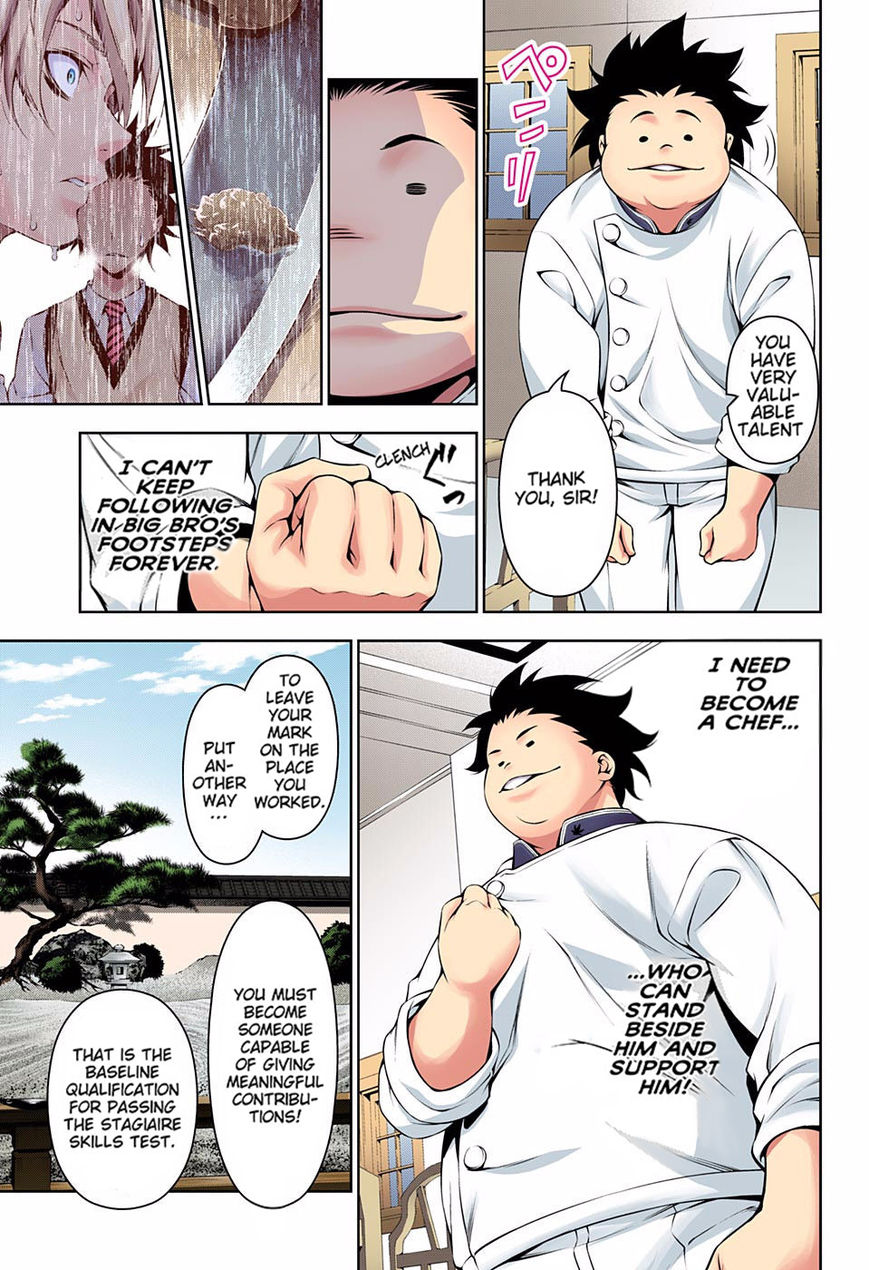 ペコリ
YOU
HAVE
VERY
VALU-
ABLE
TALENT
THANK
YOU, SIR!
CLENCH
グッ
I CAN'T
KEEP
FOLLOWING
IN BIG BRO'S
FOOTSTEPS
FOREVER.
I NEED
TO
BECOME
A CHEF...
...WHO
CAN
STAND
BESIDE
HIM AND
SUPPORT
HIM!
TO
LEAVE
YOUR
MARK
ON THE
PLACE
YOU
WORKED.
PUT
AN-
OTHER
WAY
...
YOU MUST
BECOME
SOMEONE
CAPABLE
OF GIVING
MEANINGFUL
CONTRIBU-
TIONS!
THAT IS THE
BASELINE
QUALIFICATION
FOR PASSING
THE STAGIAIRE
SKILLS TEST.